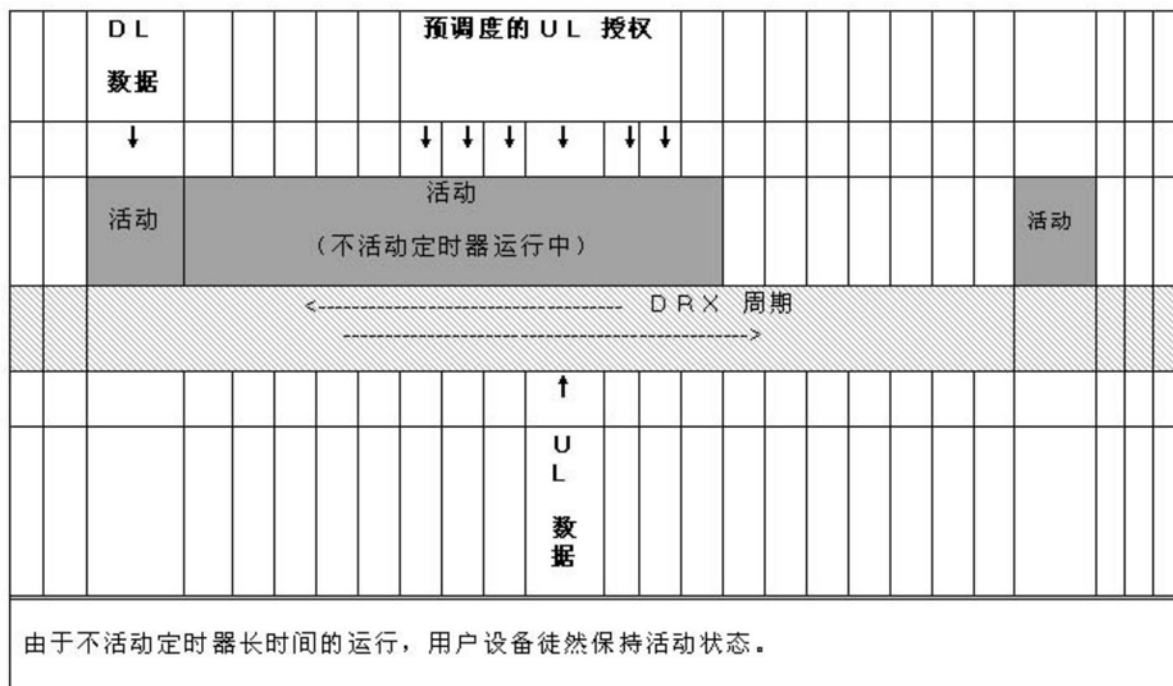 DL
数据
预调度的UL 授权
活动
活动
（不活动定时器运行中）
活动
DRX 周期
UL
数据
由于不活动定时器长时间的运行，用户设备徒然保持活动状态。